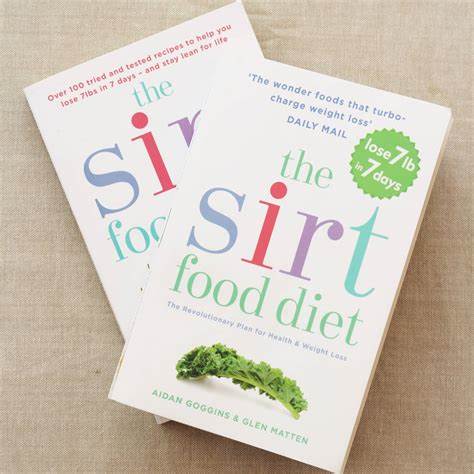 Over 100 tried and tested recipes to help you
lose 7lbs in 7 days - and stay lean for life
the
sirt
foo
'The wonder foods that turbo-
charge weight loss'
DAILY MAIL
lose 7lb
in 7 days
the
sirt
food diet
The Revolutionary Plan for Health & Weight Loss
AIDAN GOGGINS & GLEN MATTEN